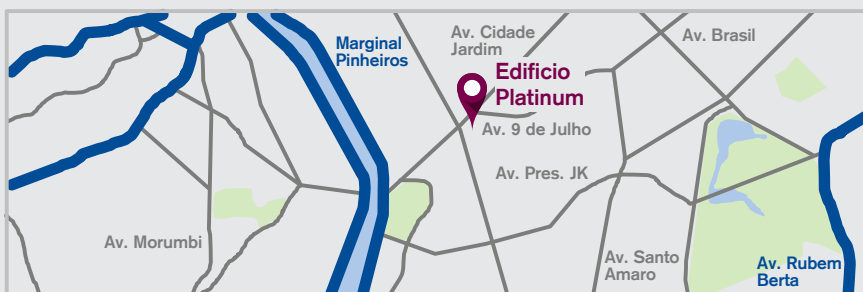 Av. Cidade
Jardim
Av. Brasil
Marginal
Pinheiros
Edificio
Platinum
Av. 9 de Julho
Av. Pres. JK
Av. Morumbi
Av. Santo
Amaro
Av. Rubem
Berta